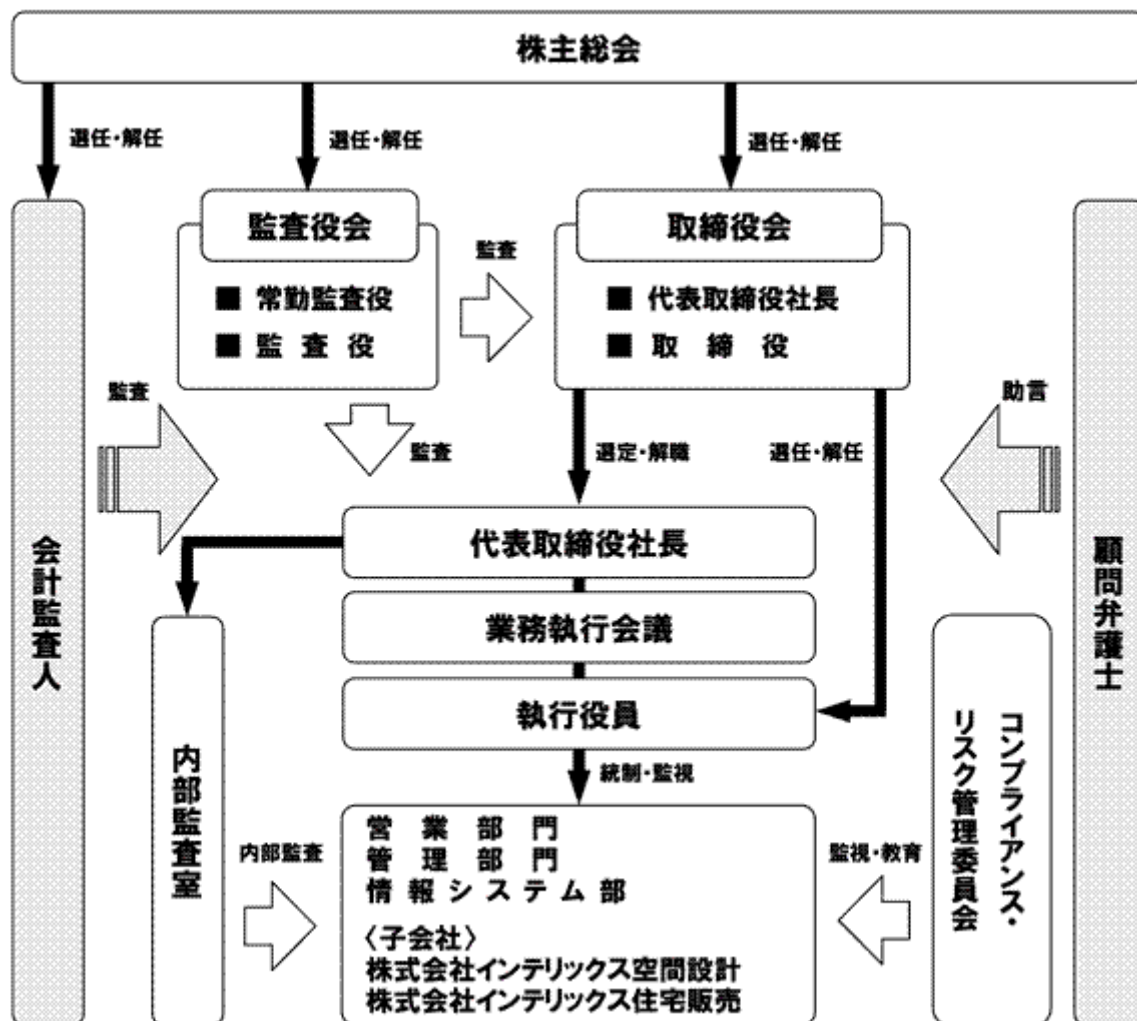 株主総会
選任・解任
選任・解任
選任・解任
監査役会
■ 常勤監査役
■ 監査役
監査
取締役会
■ 代表取締役社長
■ 取締役
監査
監査
選定・解職
選任・解任
助言
会計監査人
顧問弁護士
代表取締役社長
業務執行会議
執行役員
統制・監視
内部監査室
内部監査
営業部門
管理部門
情報システム部
〈子会社〉
株式会社インテリックス空間設計
株式会社インテリックス住宅販売
監視・教育
コンプライアンス・
リスク管理委員会